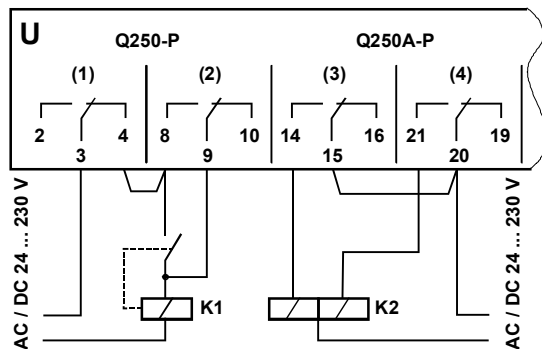 U
Q250-P Q250A-P
(1) (2) (3) (4)
2 4 8 10 14 16 21 19
3 9 15 20
AC / DC 24 ... 230 V
K1
K2
AC / DC 24 ... 230 V